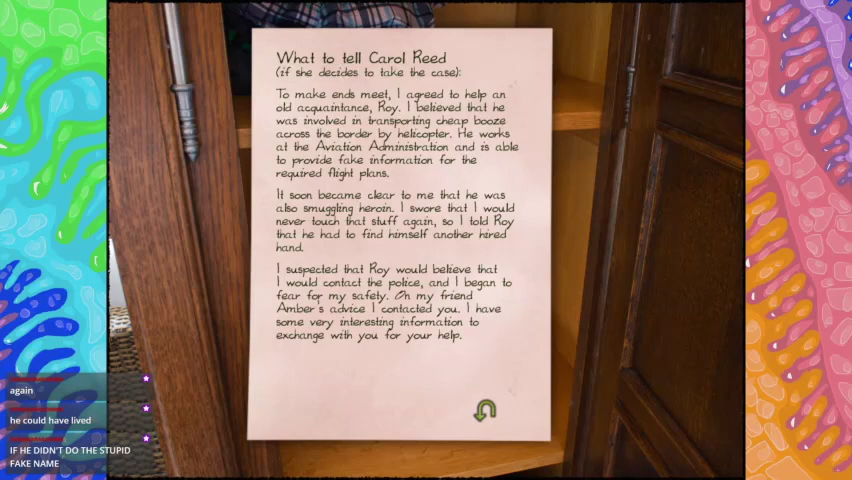 What to tell Carol Reed
(if she decides to take the case):
To make ends meet, I agreed to help an
old acquaintance, Roy. I believed that he
was involved in transporting cheap booze
across the border by helicopter. He works
at the Aviation Administration and is able
to provide fake information for the
required flight plans.
It soon became clear to me that he was
also smuggling heroin. I swore that I would
never touch that stuff again, so I told Roy
that he had to find himself another hired
hand.
I suspected that Roy would believe that
I would contact the police, and I began to
fear for my safety. On my friend
Amber's advice I contacted you. I have
some very interesting information to
exchange with you for your help.
again
he could have lived
IF HE DIDN'T DO THE STUPID
FAKE NAME